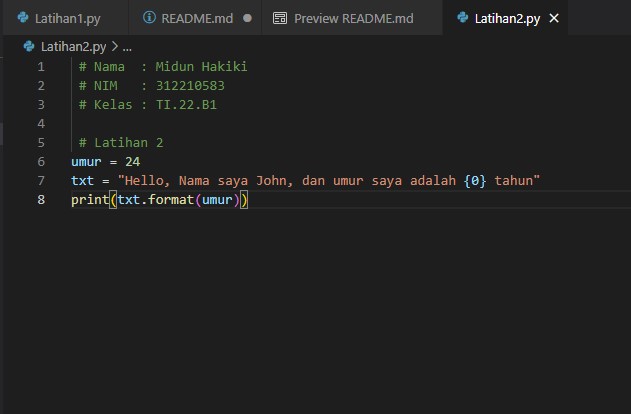 Latihan1.py README.md Preview README.md Latihan2.py
Latihan2.py > ...
1 # Nama  : Midun Hakiki
2 # NIM   : 312210583
3 # Kelas : TI.22.B1
4
5 # Latihan 2
6 umur = 24
7 txt = "Hello, Nama saya John, dan umur saya adalah {0} tahun"
8 print(txt.format(umur))